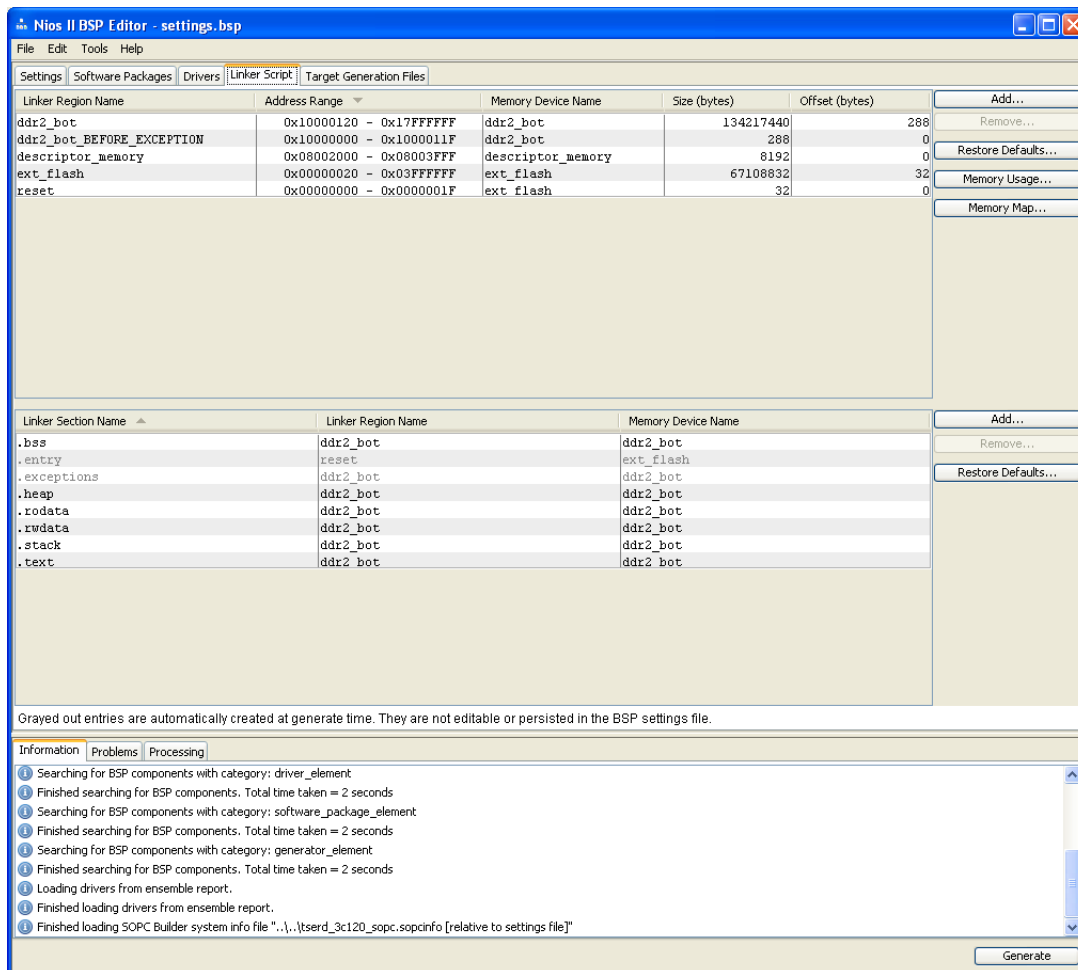 Nios II BSP Editor - settings.bsp
File Edit Tools Help
Settings Software Packages Drivers Linker Script Target Generation Files
Linker Region Name Address Range Memory Device Name Size (bytes) Offset (bytes) Add...
ddr2_bot 0x10000120 - 0x17FFFFFF ddr2_bot 134217440 288 Remove...
ddr2_bot_BEFORE_EXCEPTION 0x10000000 - 0x1000011F ddr2_bot 288 0
descriptor_memory 0x08002000 - 0x08003FFF descriptor_memory 8192 0 Restore Defaults...
ext_flash 0x00000020 - 0x03FFFFFF ext_flash 67108832 32 Memory Usage...
reset 0x00000000 - 0x0000001F ext_flash 32 0
Memory Map...
Linker Section Name Linker Region Name Memory Device Name Add...
.bss ddr2_bot ddr2_bot Remove...
.entry reset ext_flash
.exceptions ddr2_bot ddr2_bot Restore Defaults...
.heap ddr2_bot ddr2_bot
.rodata ddr2_bot ddr2_bot
.rwdata ddr2_bot ddr2_bot
.stack ddr2_bot ddr2_bot
.text ddr2_bot ddr2_bot
Grayed out entries are automatically created at generate time. They are not editable or persisted in the BSP settings file.
Information Problems Processing
Searching for BSP components with category: driver_element
Finished searching for BSP components. Total time taken = 2 seconds
Searching for BSP components with category: software_package_element
Finished searching for BSP components. Total time taken = 2 seconds
Searching for BSP components with category: generator_element
Finished searching for BSP components. Total time taken = 2 seconds
Loading drivers from ensemble report.
Finished loading drivers from ensemble report.
Finished loading SOPC Builder system info file "..\..\tserd_3c120_sopc.sopcinfo [relative to settings file]"
Generate